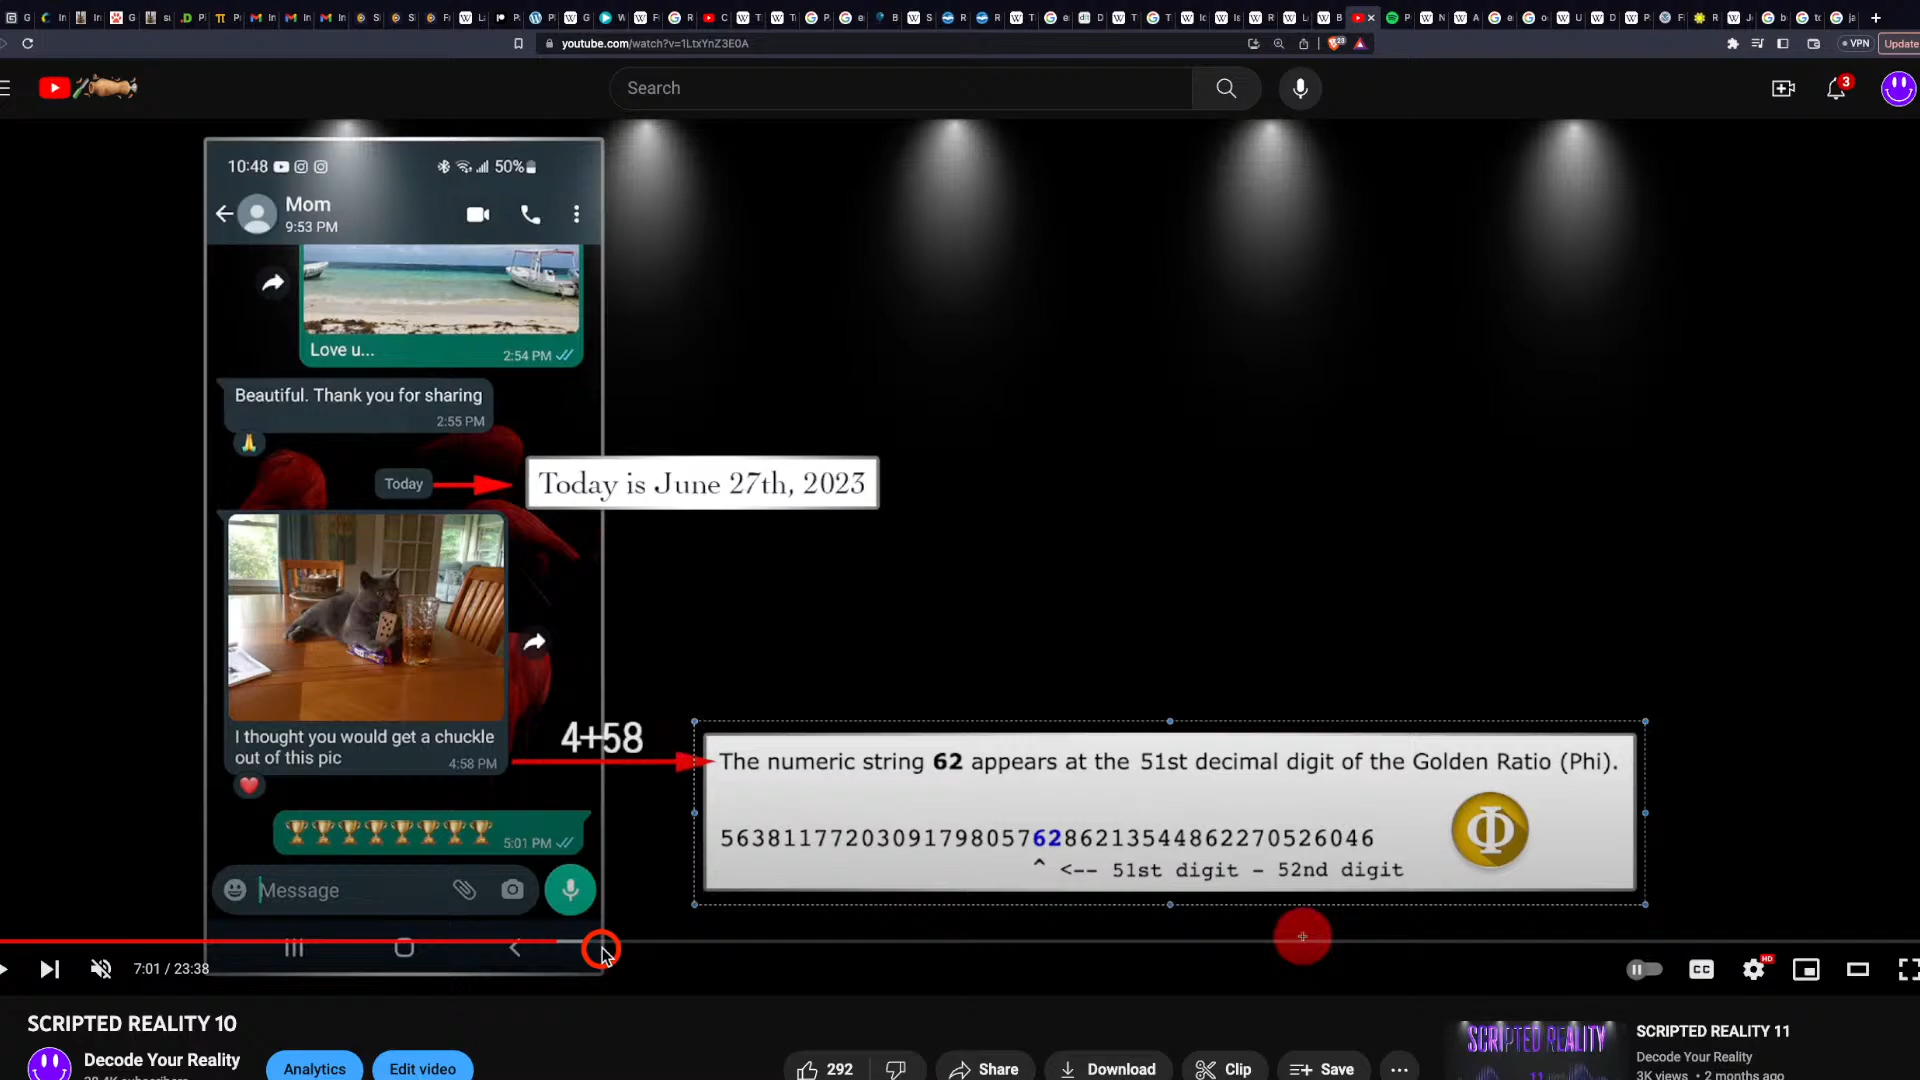 youtube.com/watch?v=1LtxYnZ3E0A
VPN
Update
Search
3
10:48
50%
Mom
9:53 PM
Love u...
2:54 PM
Beautiful. Thank you for sharing
2:55 PM
Today
Today is June 27th, 2023
I thought you would get a chuckle
out of this pic
4:58 PM
4+58
The numeric string 62 appears at the 51st decimal digit of the Golden Ratio (Phi).
563811772030917980576286213544862270526046
^ <-- 51st digit - 52nd digit
Φ
5:01 PM
Message
7:01 / 23:38
CC
HD
SCRIPTED REALITY 10
Decode Your Reality
Analytics
Edit video
292
Share
Download
Clip
Save
SCRIPTED REALITY
SCRIPTED REALITY 11
Decode Your Reality
3K views • 2 months ago